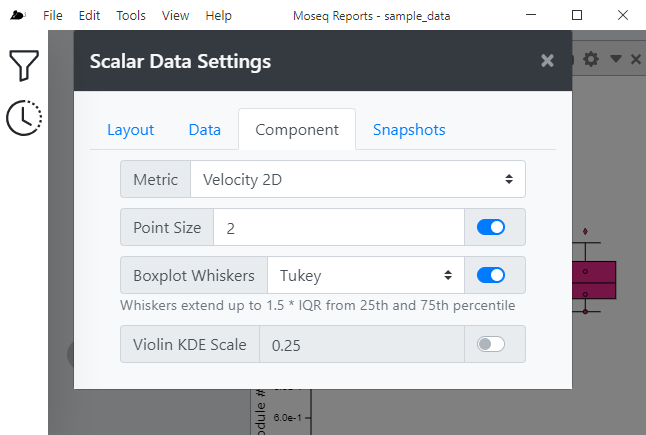 File Edit Tools View Help Moseq Reports - sample_data
Scalar Data Settings
Layout Data Component Snapshots
Metric Velocity 2D
Point Size 2
Boxplot Whiskers Tukey
Whiskers extend up to 1.5 * IQR from 25th and 75th percentile
Violin KDE Scale 0.25
odule #
6.0e-1